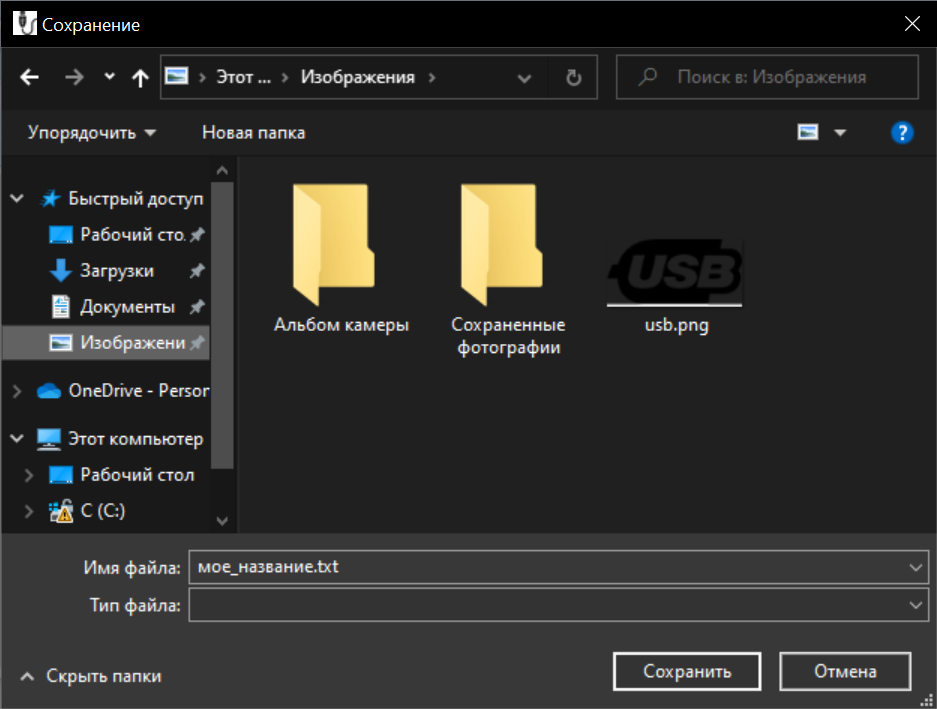 Сохранение
Этот ... › Изображения ›
Поиск в: Изображения
Упорядочить
Новая папка
Быстрый доступ
Рабочий сто.
Загрузки
Документы
Изображени
OneDrive - Person
Этот компьютер
Рабочий стол
C (C:)
Альбом камеры
Сохраненные
фотографии
USB
usb.png
Имя файла: мое_название.txt
Тип файла:
Скрыть папки
Сохранить
Отмена